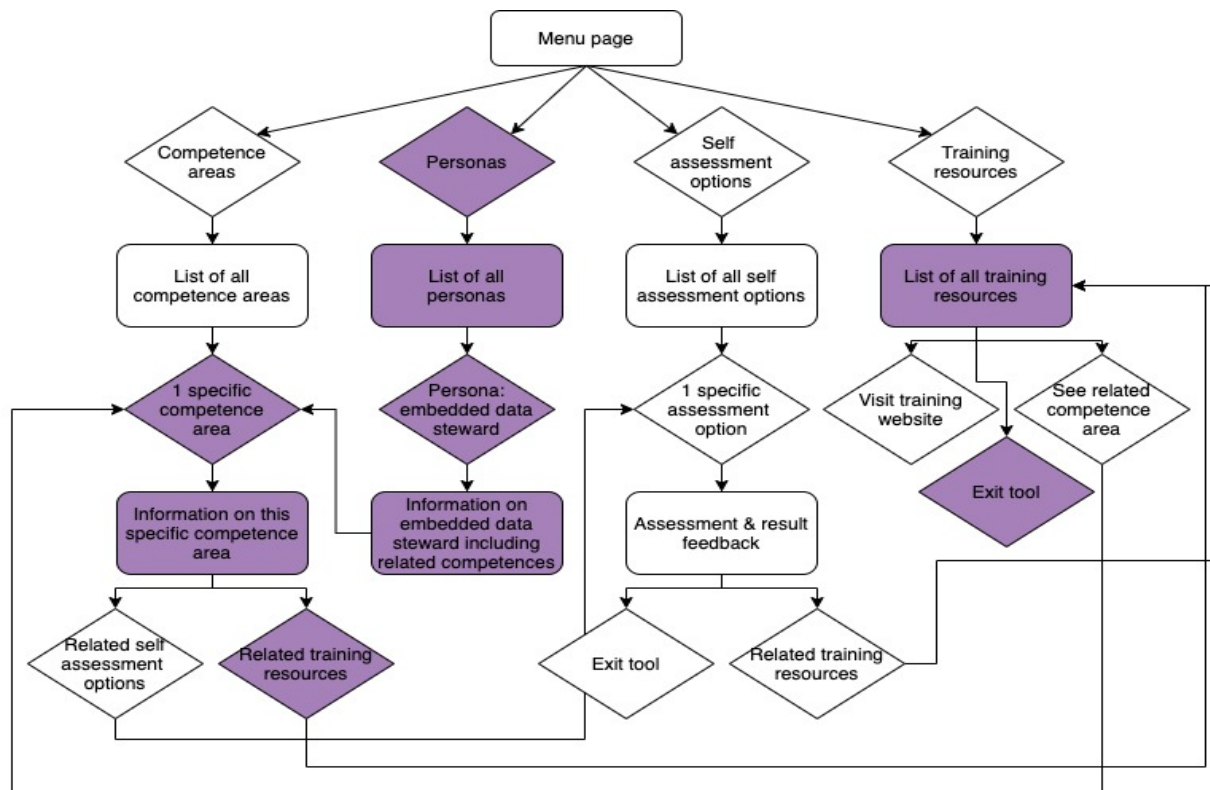 Menu page
Competence
areas
Personas
Self
assessment
options
Training
resources
List of all
competence areas
List of all
personas
List of all self
assessment options
List of all training
resources
1 specific
competence
area
Persona:
embedded data
steward
1 specific
assessment
option
Visit training
website
See related
competence
area
Exit tool
Information on this
specific competence
area
Information on
embedded data
steward including
related competences
Assessment & result
feedback
Related self
assessment
options
Related training
resources
Exit tool
Related training
resources